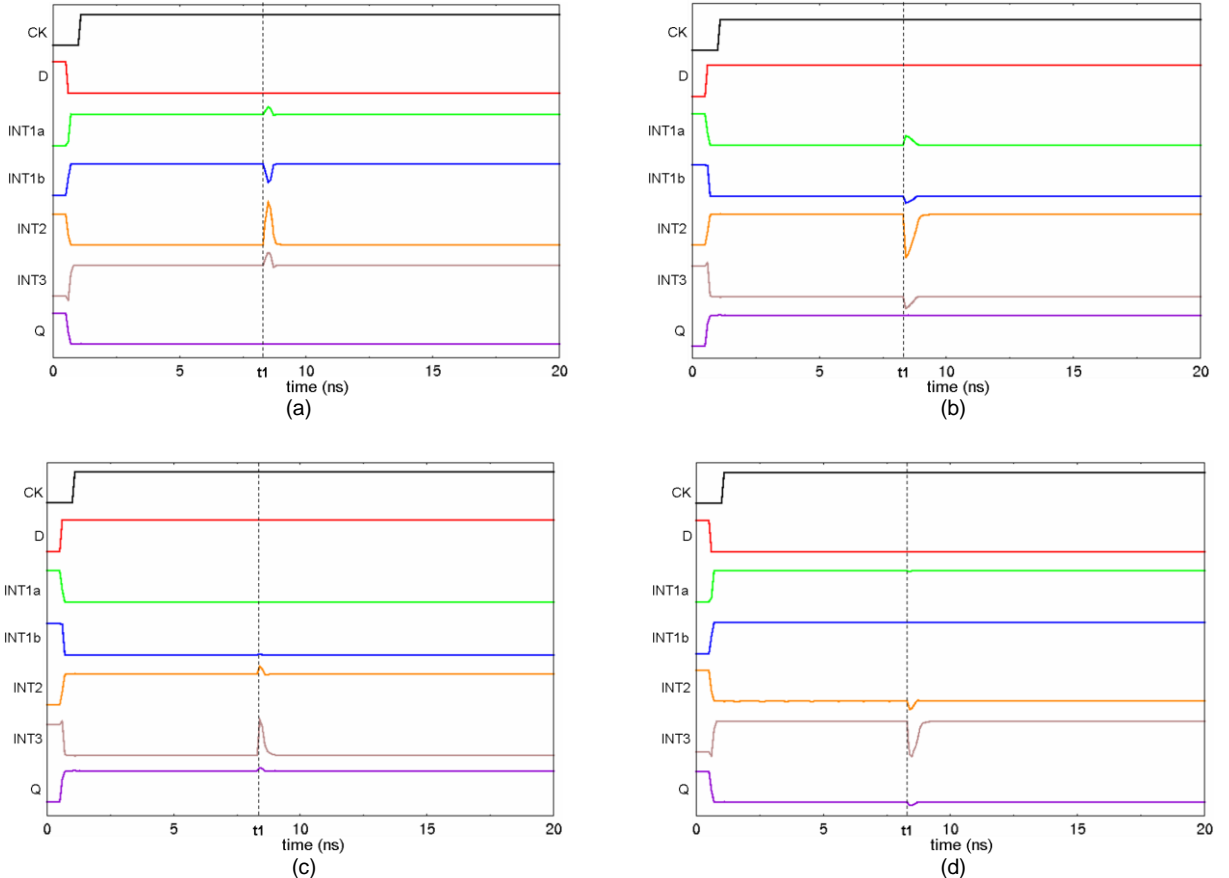 CK
D
INT1a
INT1b
INT2
INT3
Q
0 5 t1 10 15 20
time (ns)
(a)
CK
D
INT1a
INT1b
INT2
INT3
Q
0 5 t1 10 15 20
time (ns)
(b)
CK
D
INT1a
INT1b
INT2
INT3
Q
0 5 t1 10 15 20
time (ns)
(c)
CK
D
INT1a
INT1b
INT2
INT3
Q
0 5 t1 10 15 20
time (ns)
(d)